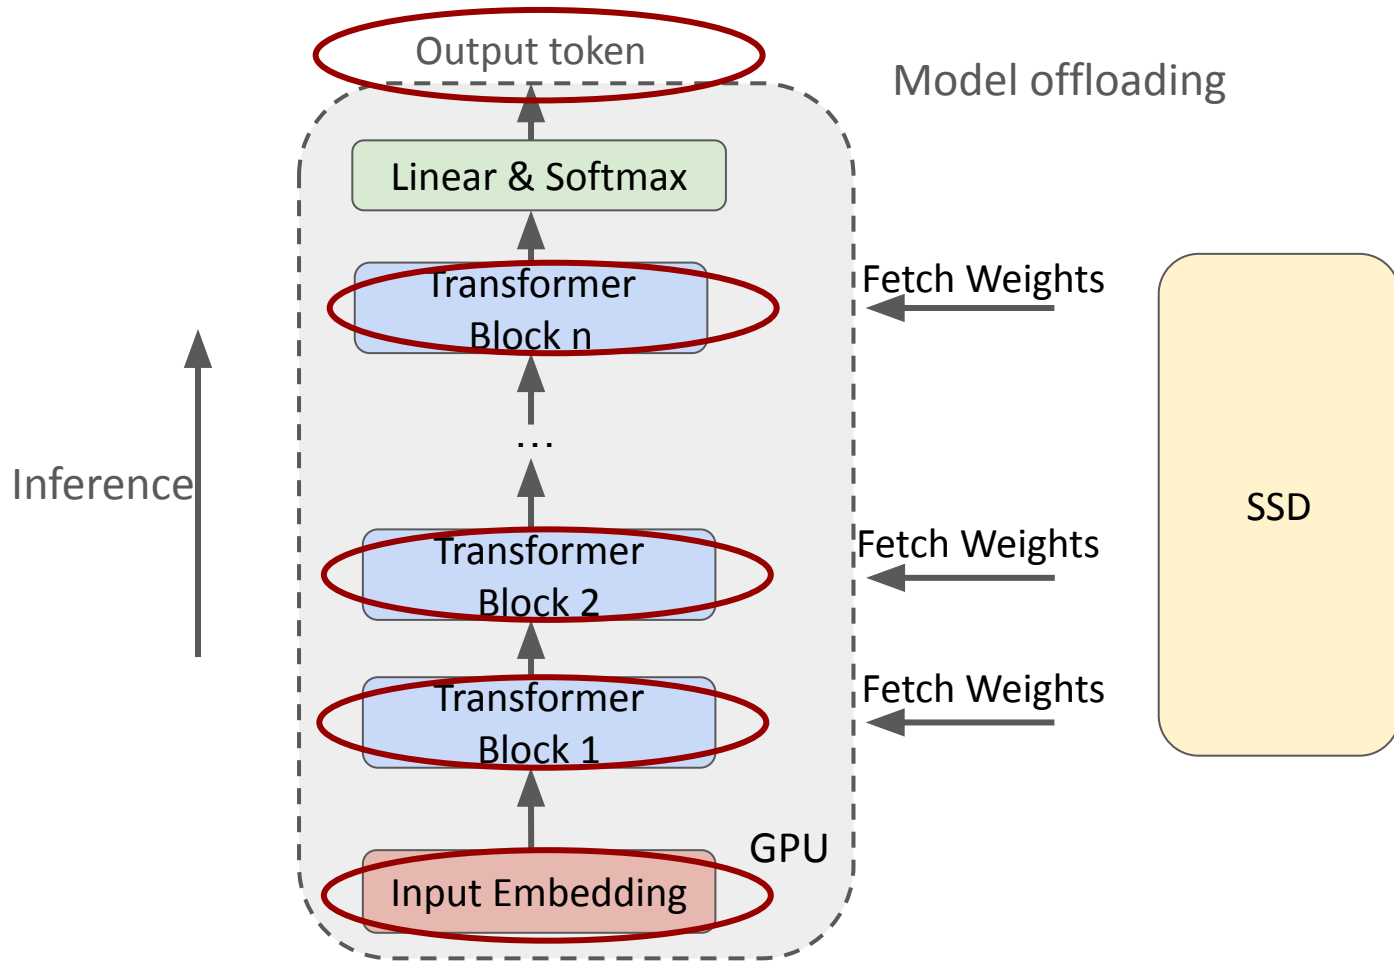 Output token
Model offloading
Linear & Softmax
Transformer
Block n
Fetch Weights
...
Inference
SSD
Transformer
Block 2
Fetch Weights
Transformer
Block 1
Fetch Weights
GPU
Input Embedding